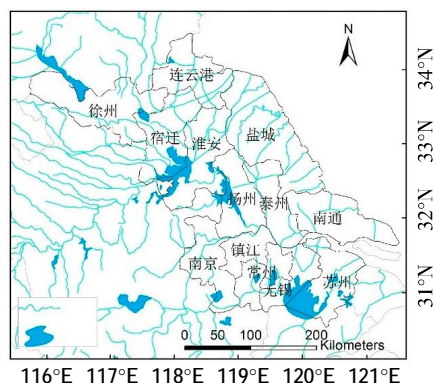 N
连云港
徐州
宿迁
淮安
盐城
扬州
泰州
南通
镇江
南京
常州
无锡
苏州
0 50 100 200
Kilometers
34°N
33°N
32°N
31°N
116°E 117°E 118°E 119°E 120°E 121°E